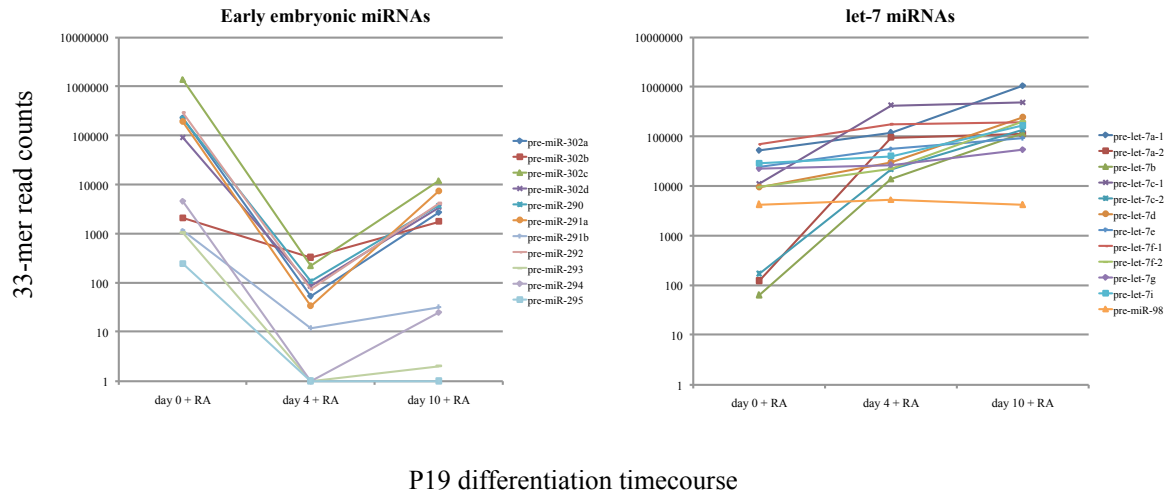 Early embryonic miRNAs
let-7 miRNAs
33-mer read counts
10000000
1000000
100000
10000
1000
100
10
1
day 0 + RA
day 4 + RA
day 10 + RA
pre-miR-302a
pre-miR-302b
pre-miR-302c
pre-miR-302d
pre-miR-290
pre-miR-291a
pre-miR-291b
pre-miR-292
pre-miR-293
pre-miR-294
pre-miR-295
10000000
1000000
100000
10000
1000
100
10
1
day 0 + RA
day 4 + RA
day 10 + RA
pre-let-7a-1
pre-let-7a-2
pre-let-7b
pre-let-7c-1
pre-let-7c-2
pre-let-7d
pre-let-7e
pre-let-7f-1
pre-let-7f-2
pre-let-7g
pre-let-7i
pre-miR-98
P19 differentiation timecourse